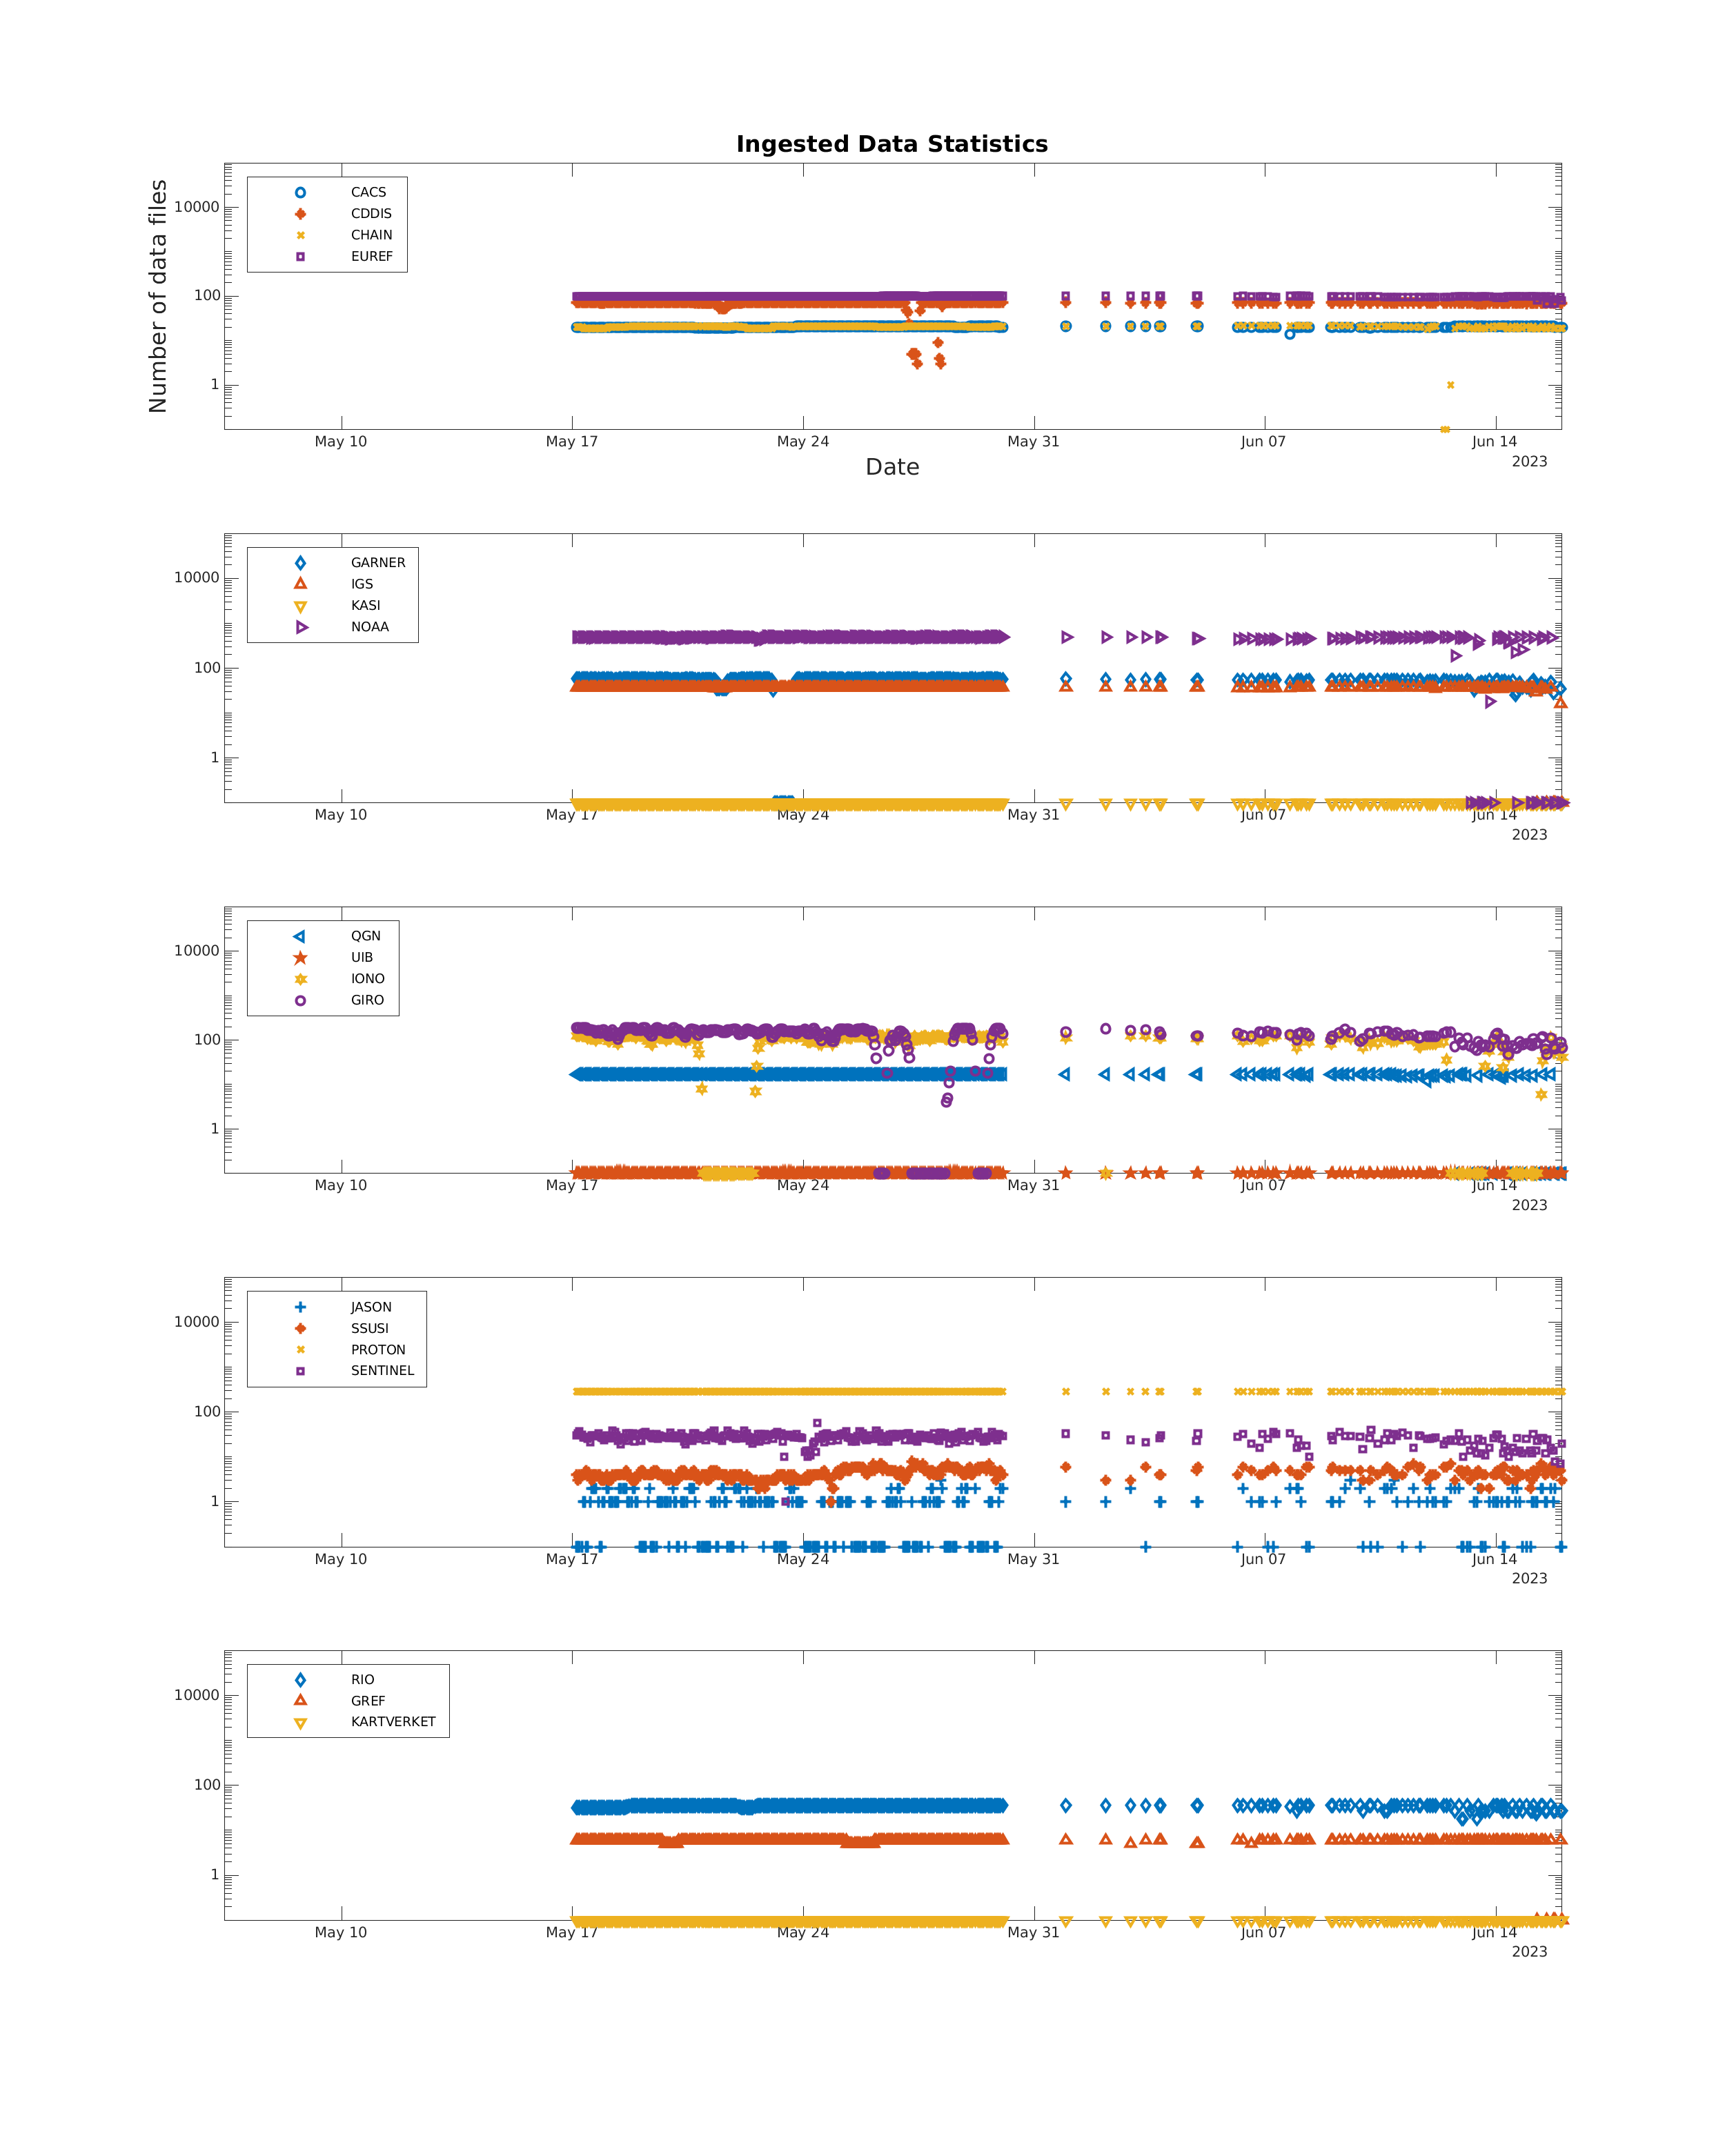 Ingested Data Statistics
Number of data files
10000
100
1
CACS
CDDIS
CHAIN
EUREF
May 10 May 17 May 24 May 31 Jun 07 Jun 14
2023
Date
10000
100
1
GARNER
IGS
KASI
NOAA
May 10 May 17 May 24 May 31 Jun 07 Jun 14
2023
10000
100
1
QGN
UIB
IONO
GIRO
May 10 May 17 May 24 May 31 Jun 07 Jun 14
2023
10000
100
1
JASON
SSUSI
PROTON
SENTINEL
May 10 May 17 May 24 May 31 Jun 07 Jun 14
2023
10000
100
1
RIO
GREF
KARTVERKET
May 10 May 17 May 24 May 31 Jun 07 Jun 14
2023